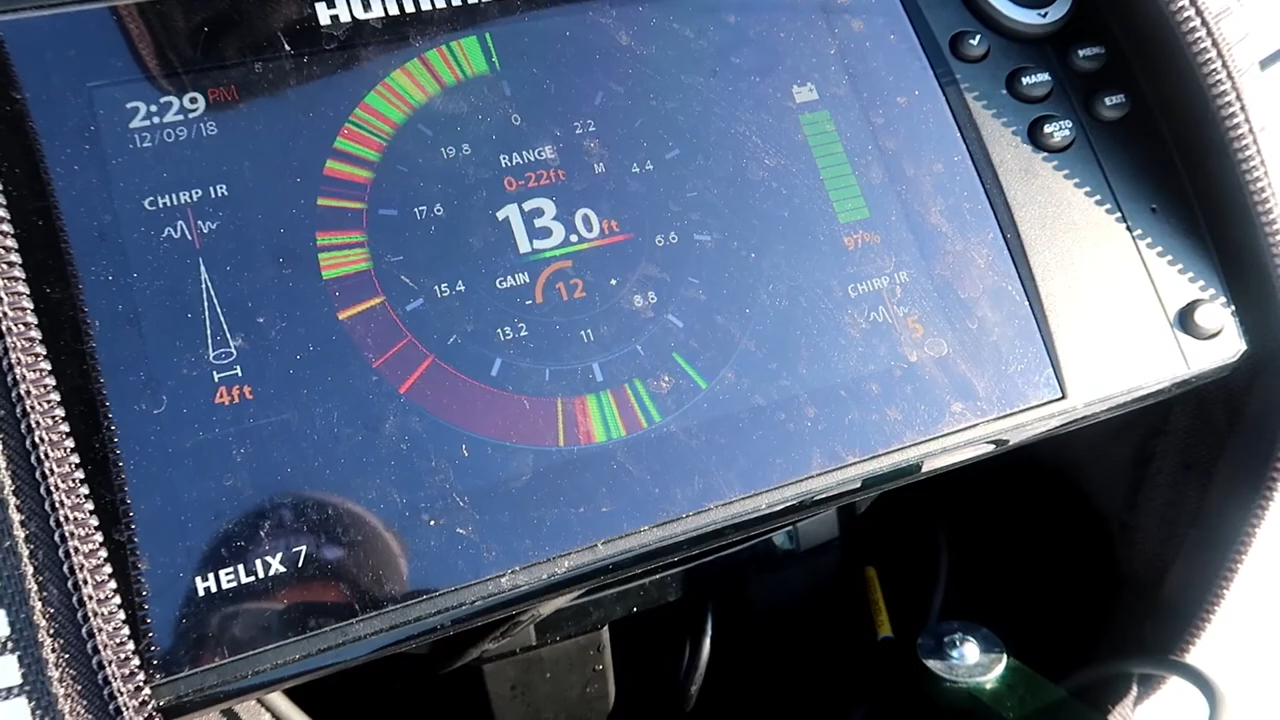 2:29 PM
12/09/18
CHIRP IR
4ft
0
2.2
4.4
6.6
8.8
11
13.2
15.4
17.6
19.8
RANGE
M
0-22ft
13.0ft
GAIN
- 12 +
97%
CHIRP IR
5
HELIX 7
MENU
MARK
EXIT
GOTO